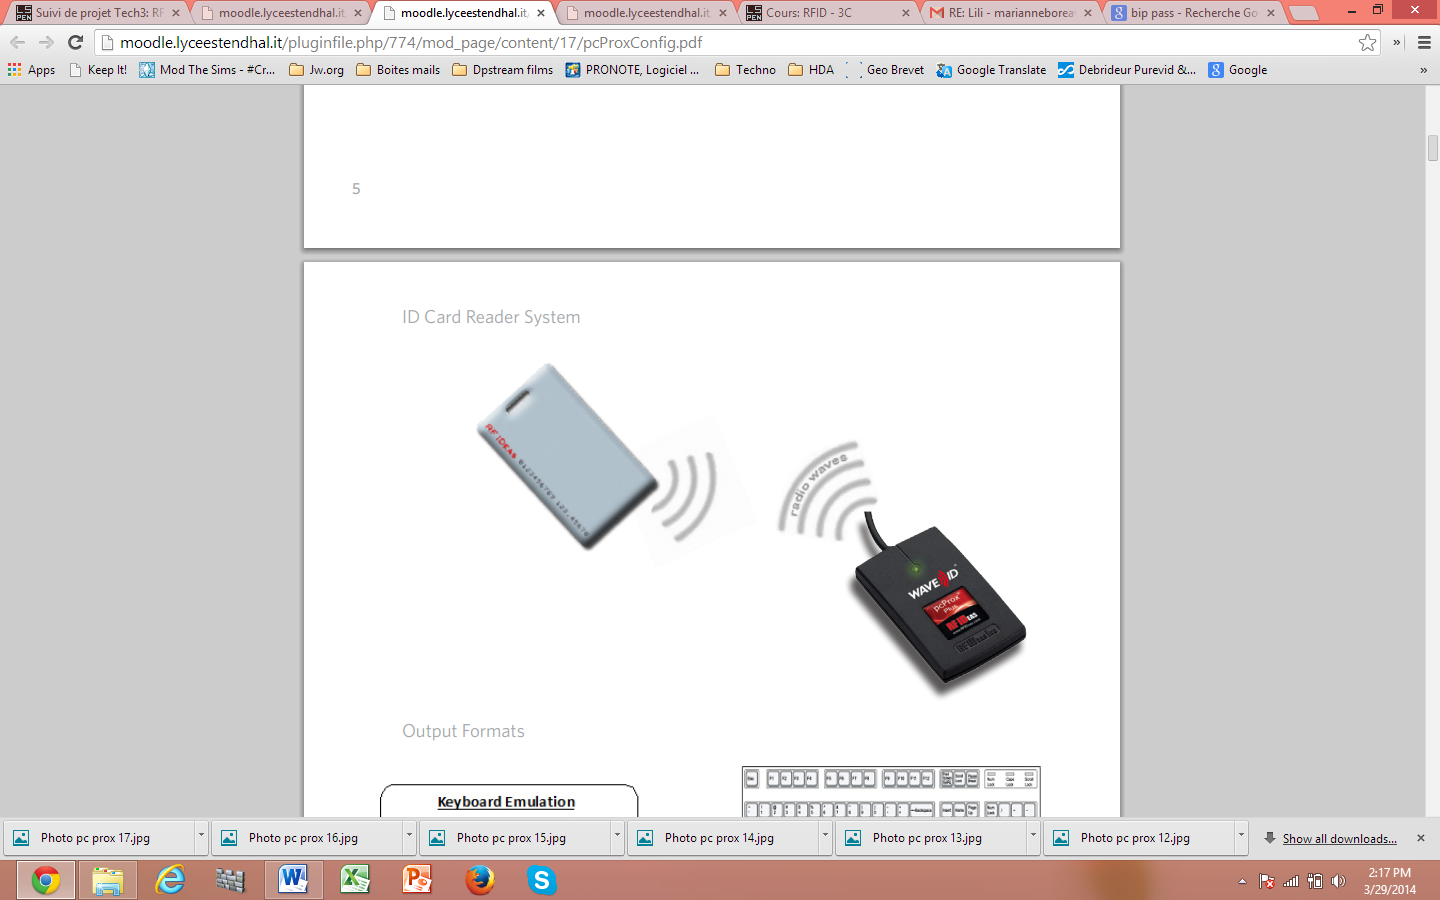 Suivi de projet Tech3: RF
moodle.lyceestendhal.it
moodle.lyceestendhal.it
moodle.lyceestendhal.it
Cours: RFID - 3C
RE: Lili - marianneborea
bip pass - Recherche Go
moodle.lyceestendhal.it/pluginfile.php/774/mod_page/content/17/pcProxConfig.pdf
Apps
Keep It!
Mod The Sims - #Cr...
Jw.org
Boites mails
Dpstream films
PRONOTE, Logiciel ...
Techno
HDA
Geo Brevet
Google Translate
Debrideur Purevid &...
Google
5
ID Card Reader System
RF IDEAS
radio waves
WAVE ID
pcProx
Plus
RF IDEAS
Output Formats
Keyboard Emulation
Photo pc prox 17.jpg
Photo pc prox 16.jpg
Photo pc prox 15.jpg
Photo pc prox 14.jpg
Photo pc prox 13.jpg
Photo pc prox 12.jpg
Show all downloads...
2:17 PM
3/29/2014